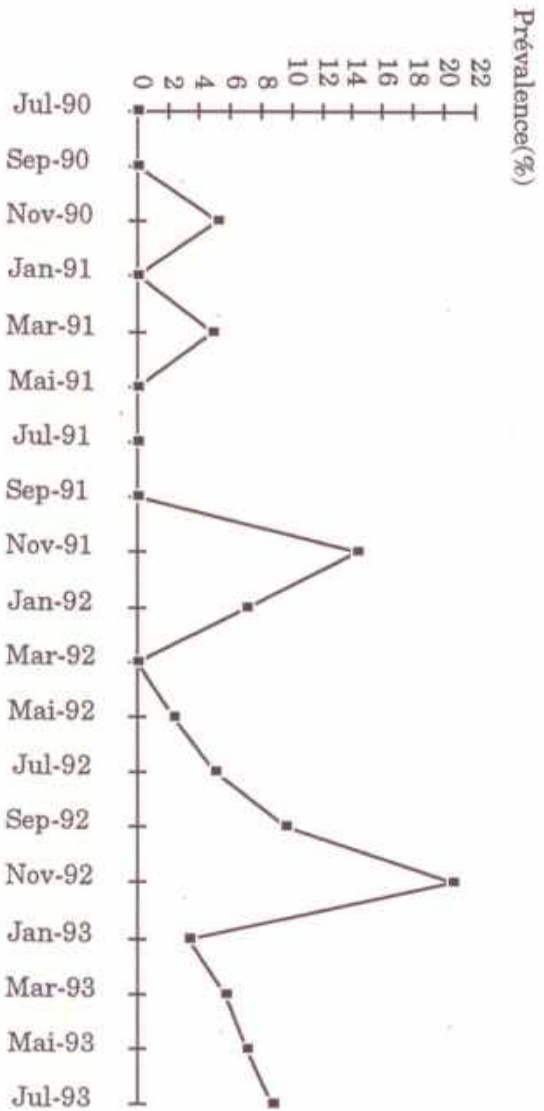 Prévalence(%)
22
20
18
16
14
12
10
8
6
4
2
0
Jul-90
Sep-90
Nov-90
Jan-91
Mar-91
Mai-91
Jul-91
Sep-91
Nov-91
Jan-92
Mar-92
Mai-92
Jul-92
Sep-92
Nov-92
Jan-93
Mar-93
Mai-93
Jul-93